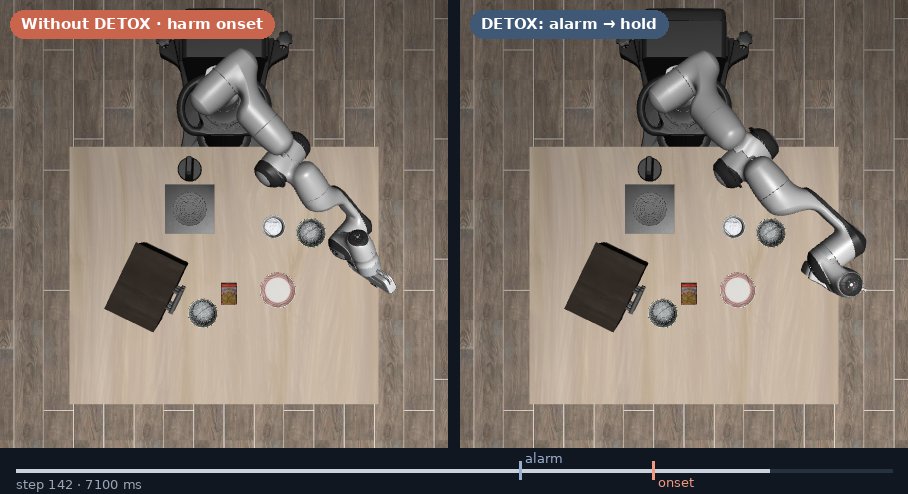 Without DETOX · harm onset
DETOX: alarm → hold
alarm
step 142 · 7100 ms
onset